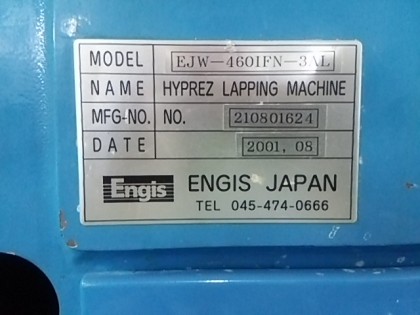 MODEL EJW-460IFN-3AL
NAME HYPREZ LAPPING MACHINE
MFG-NO. NO. 210801624
DATE 2001, 08
Engis ENGIS JAPAN
TEL 045-474-0666